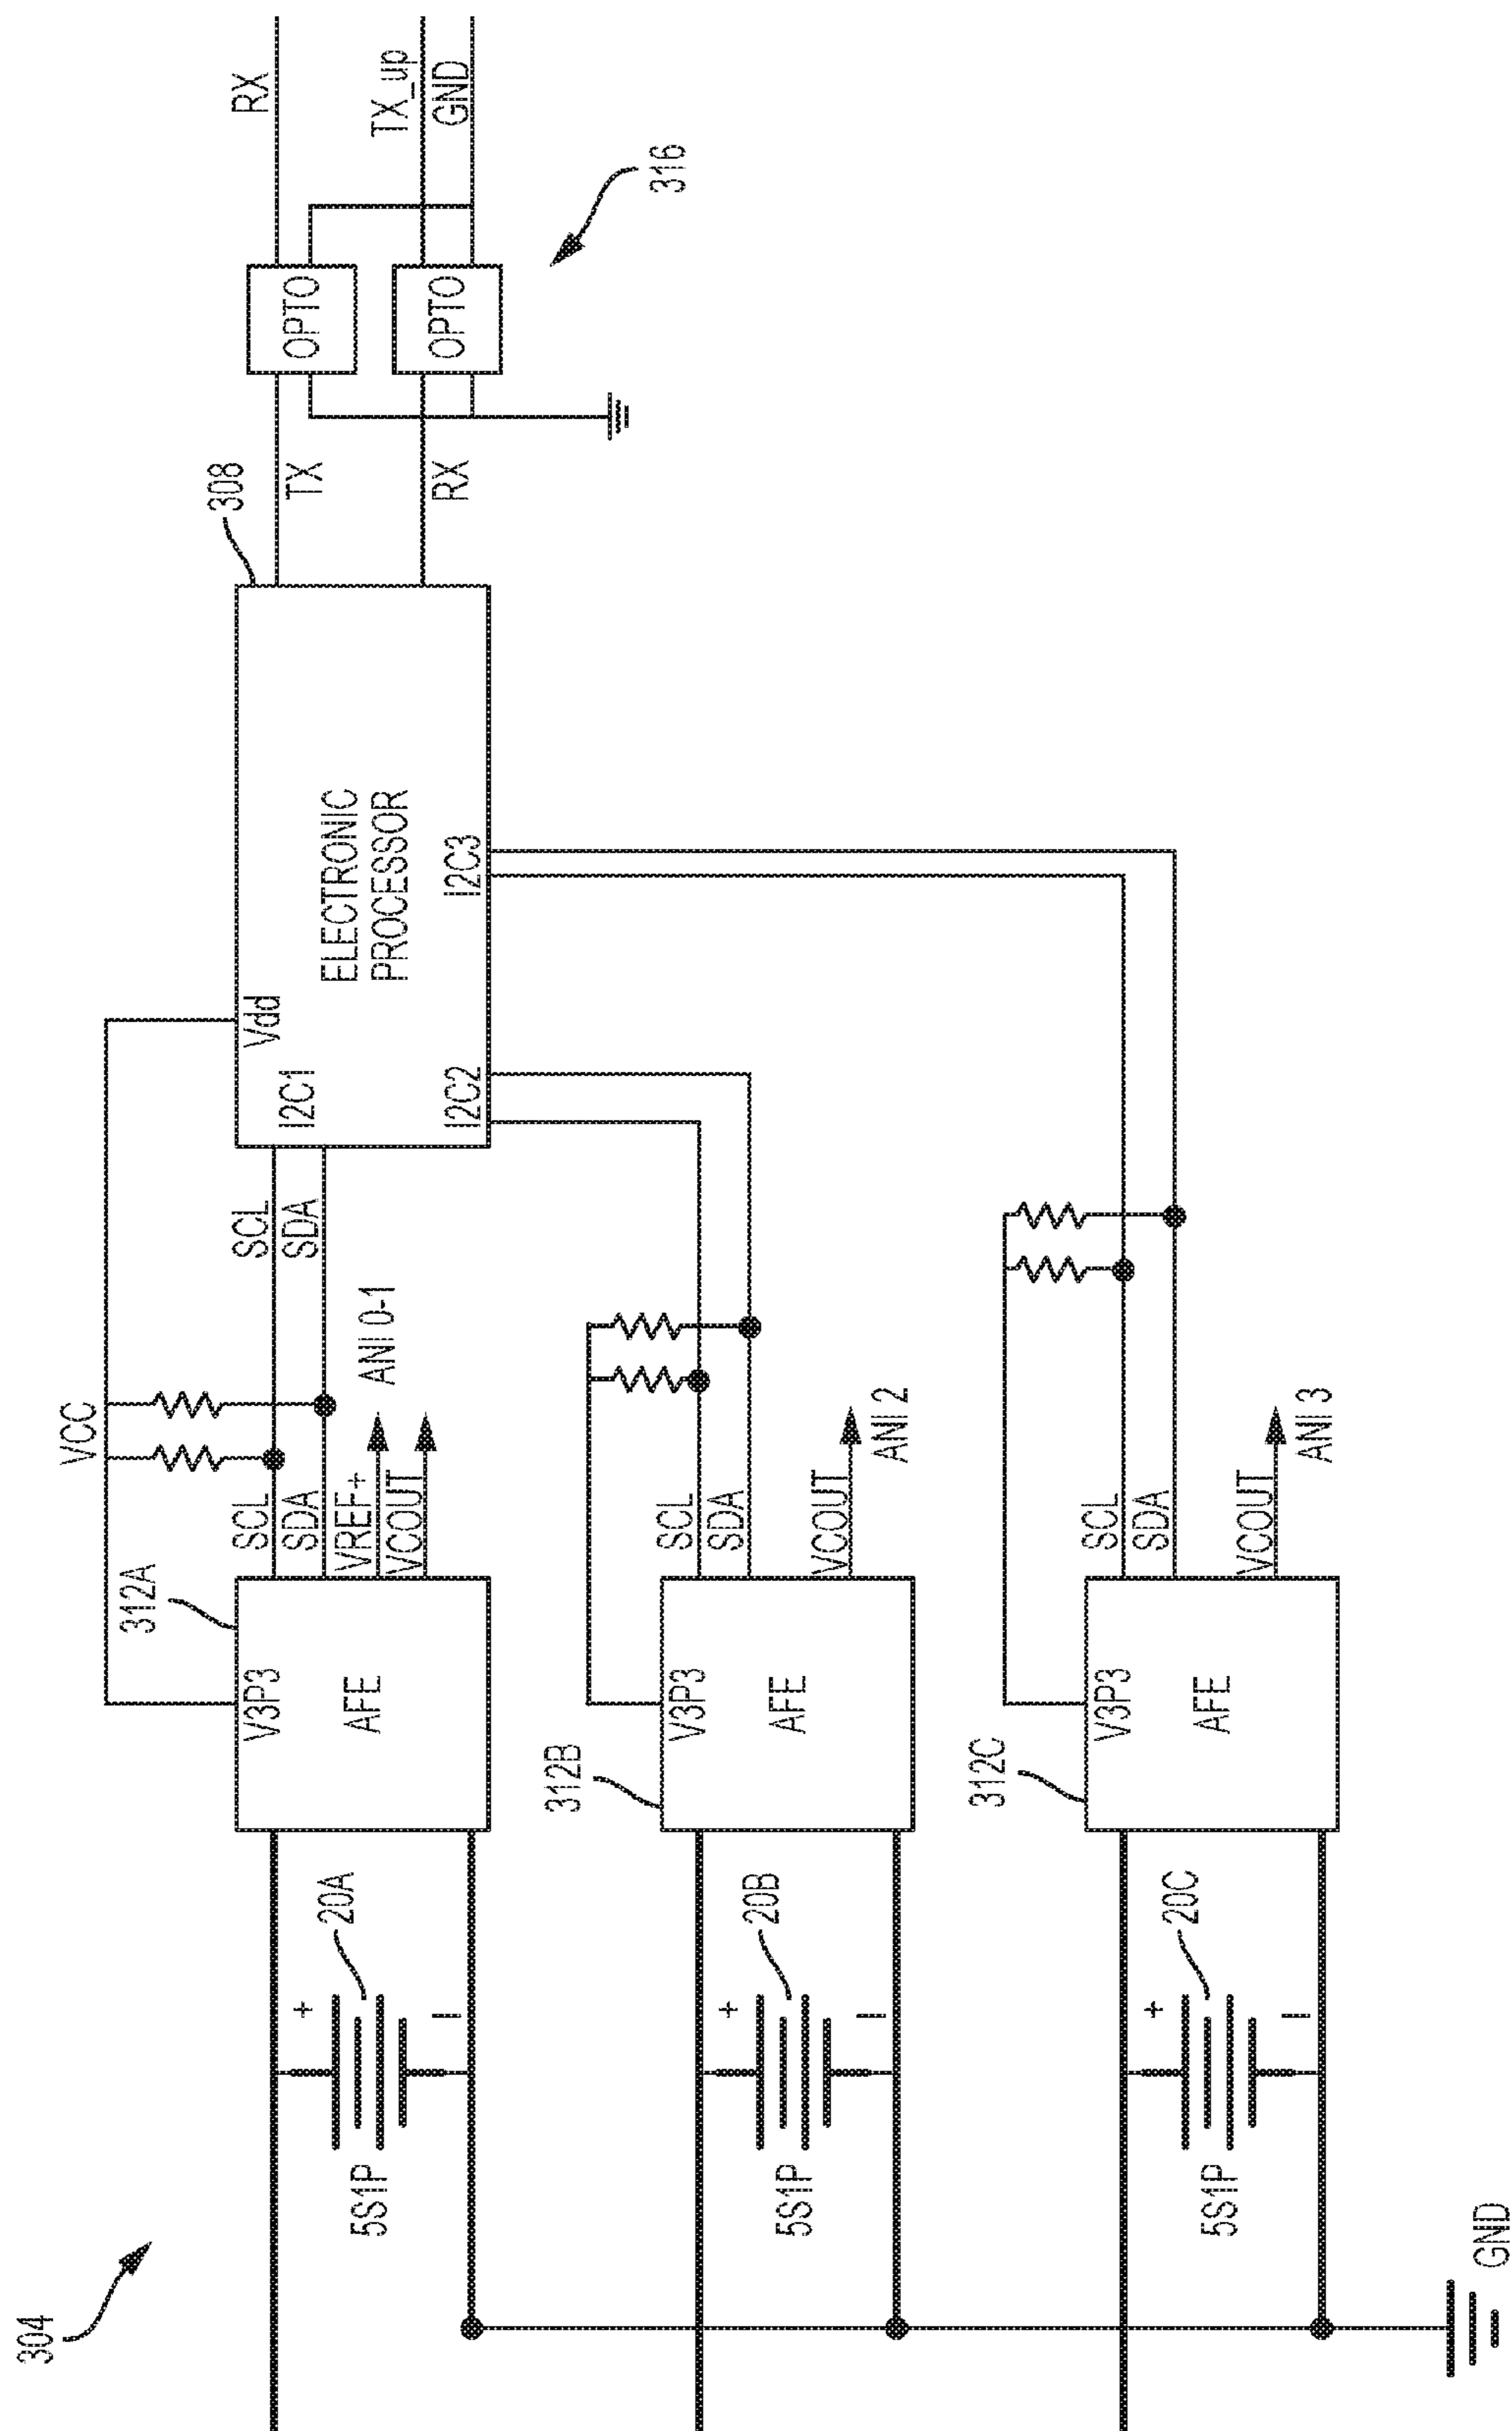 304
5S1P
+
20A
312A
V3P3
AFE
VCC
SCL
SDA
VREF+
VCOUT
ANI 0-1
SCL
SDA
I2C1
Vdd
I2C2
I2C3
ELECTRONIC
PROCESSOR
308
TX
RX
OPTO
OPTO
RX
TX_up
GND
316
5S1P
+
20B
312B
V3P3
AFE
SCL
SDA
VCOUT
ANI 2
5S1P
+
20C
312C
V3P3
AFE
SCL
SDA
VCOUT
ANI 3
GND